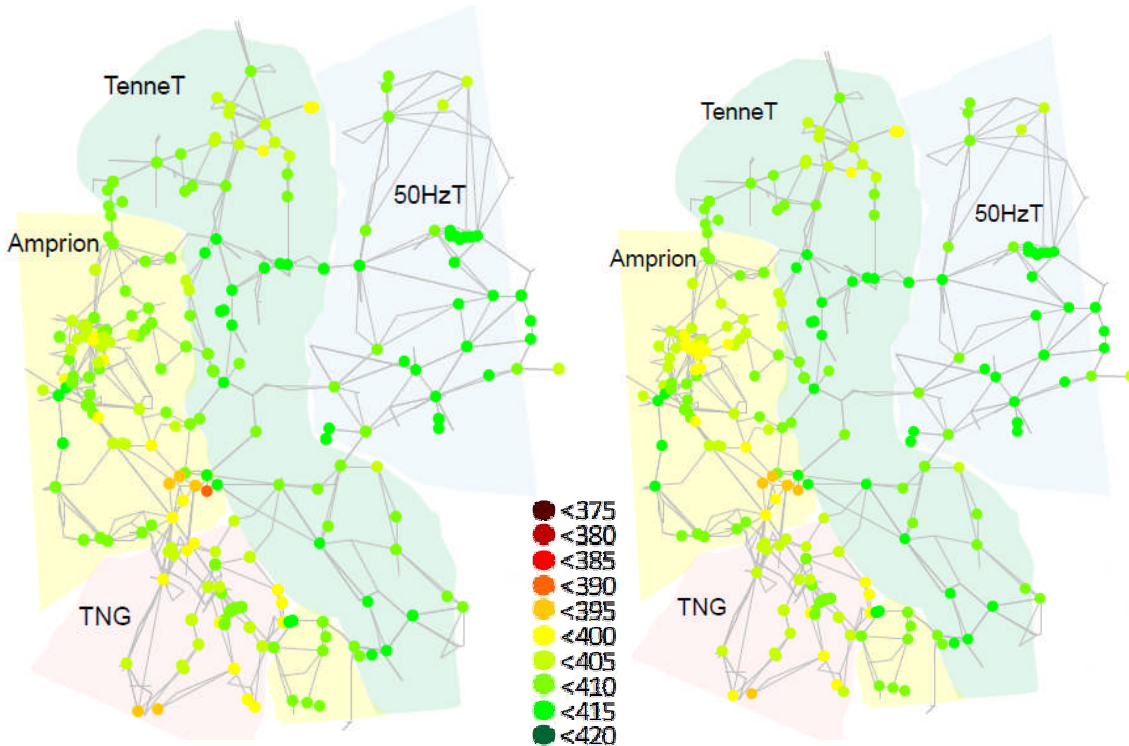 TenneT
50HzT
Amprion
TNG
<375
<380
<385
<390
<395
<400
<405
<410
<415
<420
TenneT
50HzT
Amprion
TNG